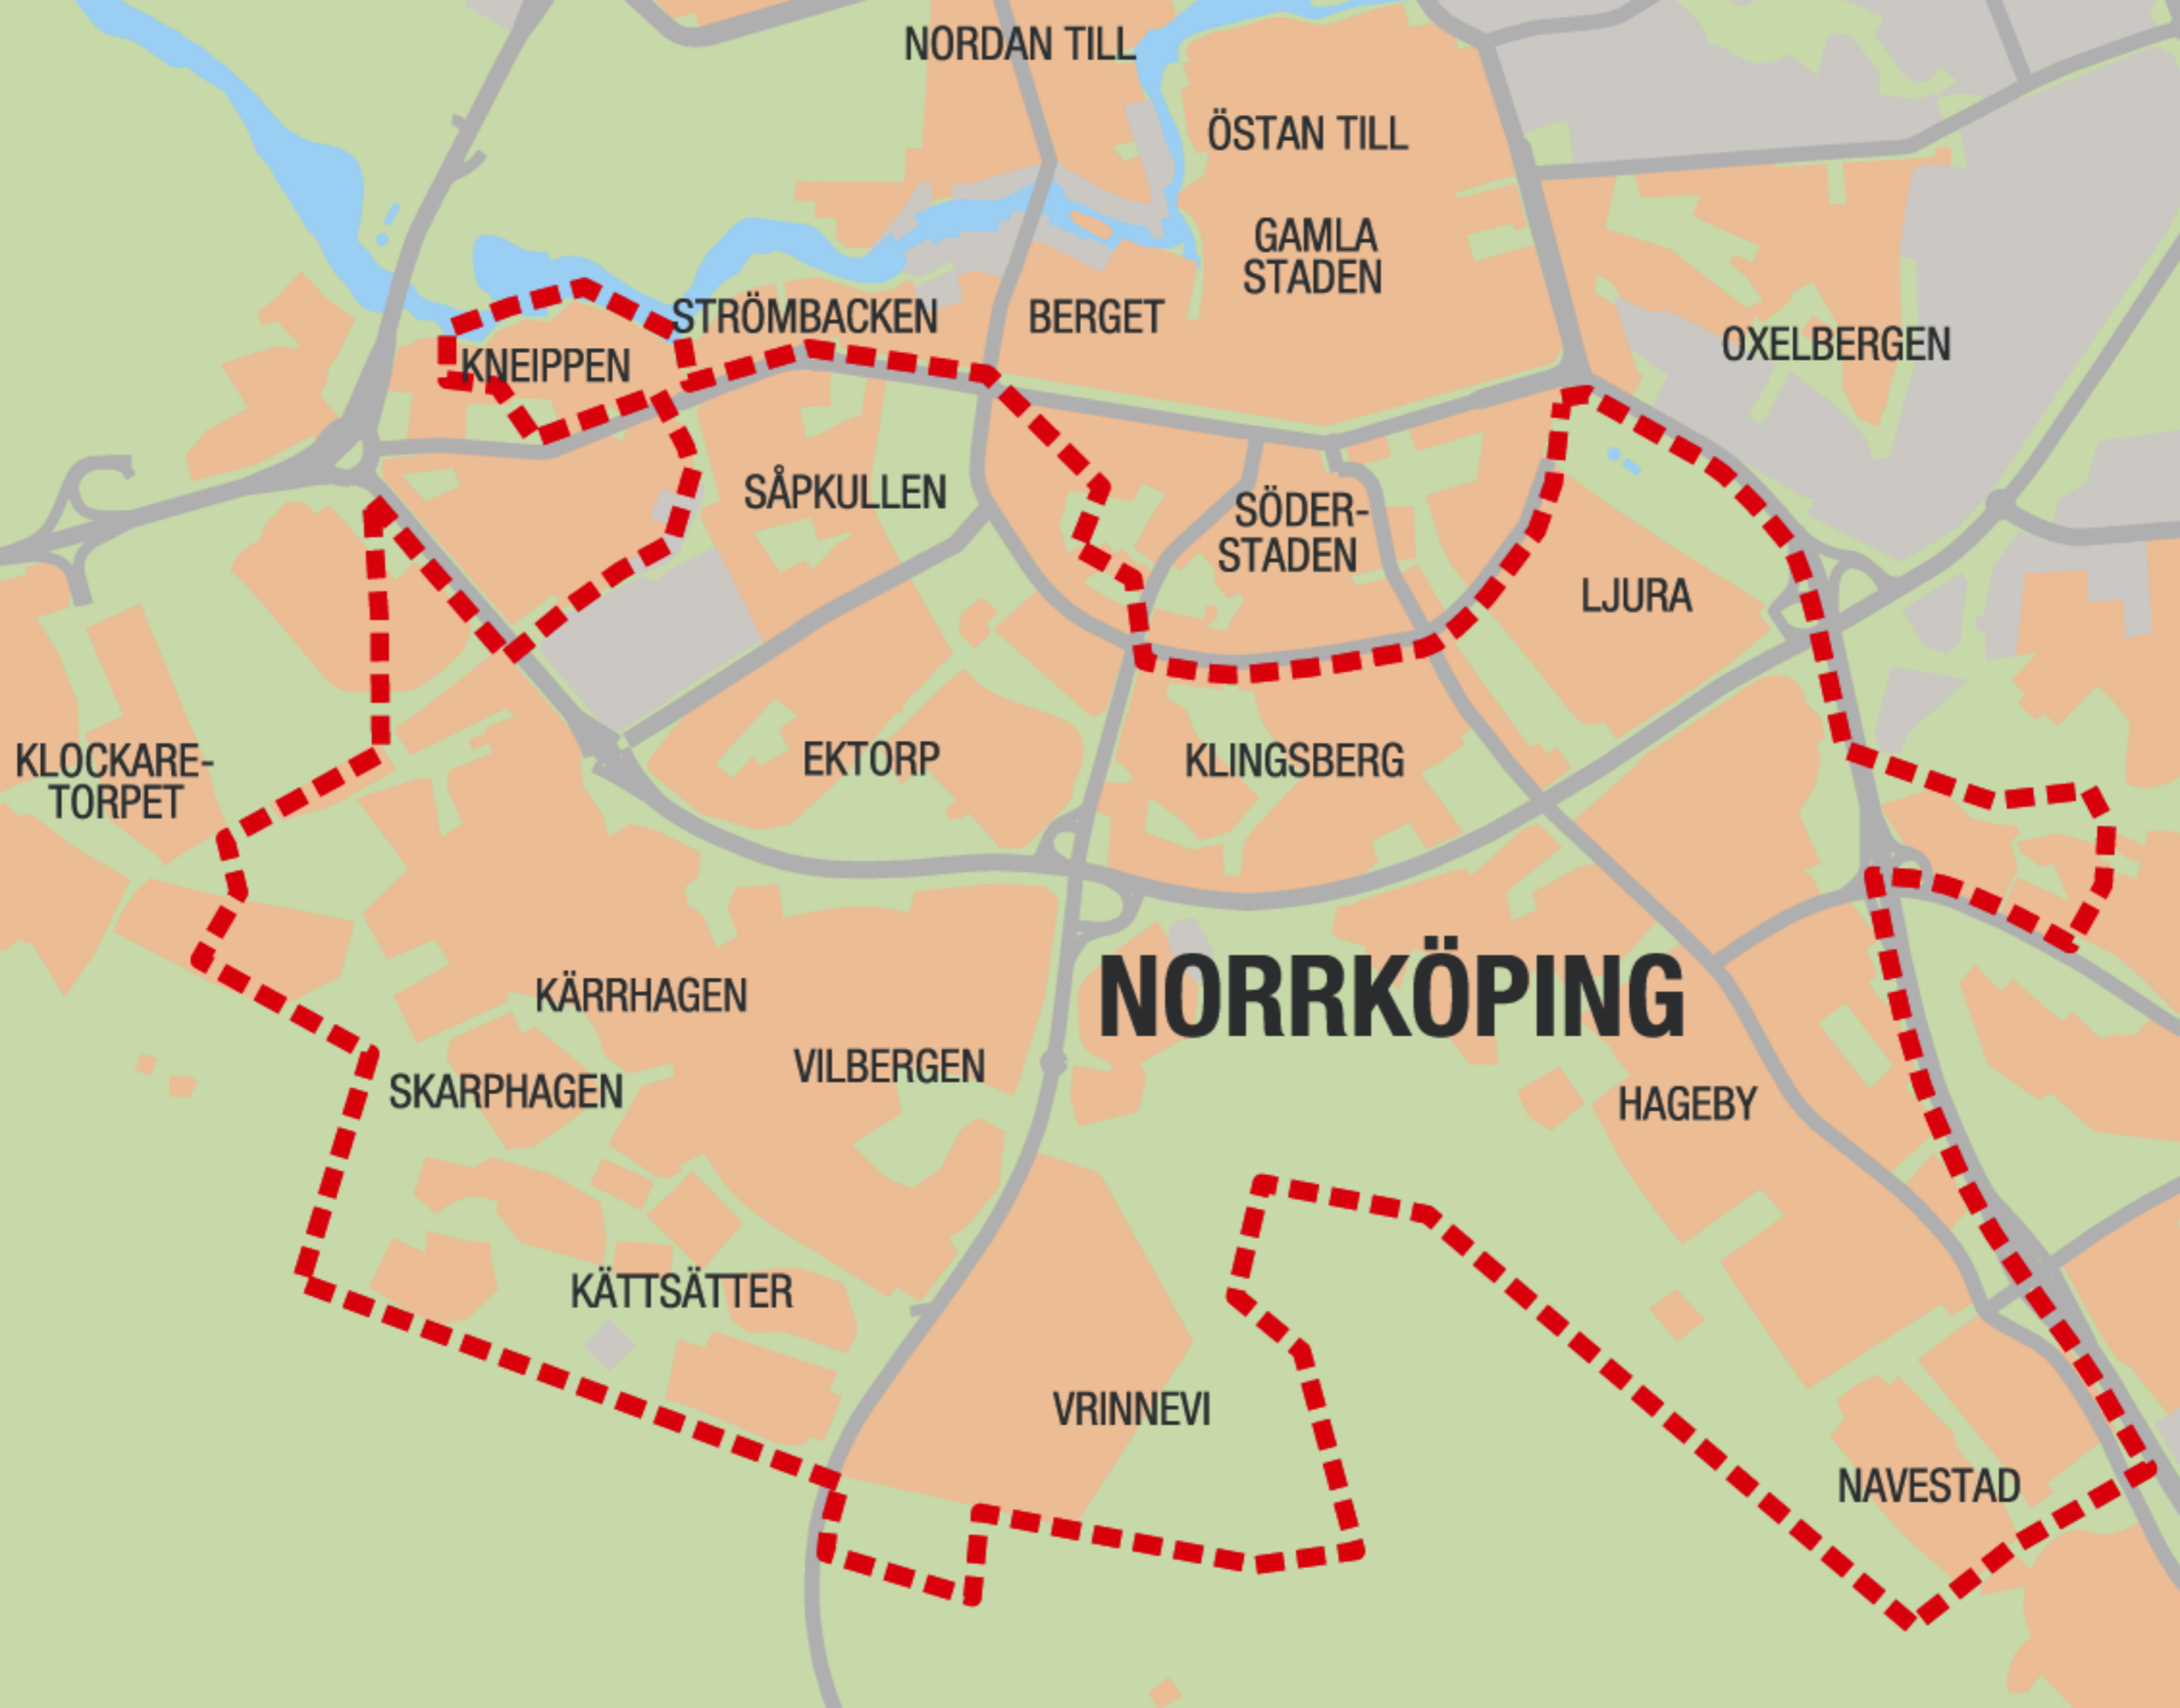 NORDAN TILL
ÖSTAN TILL
GAMLA
STADEN
STRÖMBACKEN
BERGET
OXELBERGEN
KNEIPPEN
SÅPKULLEN
SÖDER-
STADEN
LJURA
KLOCKARE-
TORPET
EKTORP
KLINGSBERG
KÄRRHAGEN
NORRKÖPING
VILBERGEN
SKARPHAGEN
HAGEBY
KÄTTSÄTTER
VRINNEVI
NAVESTAD